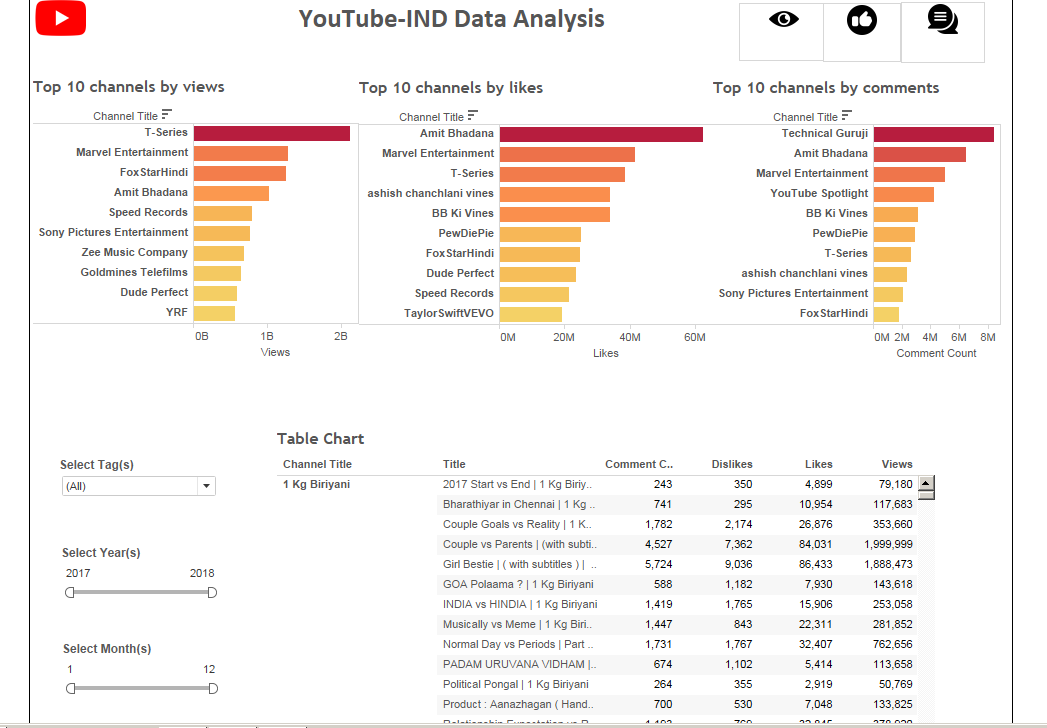 YouTube-IND Data Analysis
Top 10 channels by views
Channel Title
T-Series
Marvel Entertainment
FoxStarHindi
Amit Bhadana
Speed Records
Sony Pictures Entertainment
Zee Music Company
Goldmines Telefilms
Dude Perfect
YRF
0B 1B 2B
Views
Top 10 channels by likes
Channel Title
Amit Bhadana
Marvel Entertainment
T-Series
ashish chanchlani vines
BB Ki Vines
PewDiePie
FoxStarHindi
Dude Perfect
Speed Records
TaylorSwiftVEVO
0M 20M 40M 60M
Likes
Top 10 channels by comments
Channel Title
Technical Guruji
Amit Bhadana
Marvel Entertainment
YouTube Spotlight
BB Ki Vines
PewDiePie
T-Series
ashish chanchlani vines
Sony Pictures Entertainment
FoxStarHindi
0M 2M 4M 6M 8M
Comment Count
Select Tag(s)
(All)
Select Year(s)
2017 2018
Select Month(s)
1 12
Table Chart
Channel Title Title Comment C.. Dislikes Likes Views
1 Kg Biriyani 2017 Start vs End | 1 Kg Biriy.. 243 350 4,899 79,180
Bharathiyar in Chennai | 1 Kg .. 741 295 10,954 117,683
Couple Goals vs Reality | 1 K.. 1,782 2,174 26,876 353,660
Couple vs Parents | (with subti.. 4,527 7,362 84,031 1,999,999
Girl Bestie | ( with subtitles ) | .. 5,724 9,036 86,433 1,888,473
GOA Polaama ? | 1 Kg Biriyani 588 1,182 7,930 143,618
INDIA vs HINDIA | 1 Kg Biriyani 1,419 1,765 15,906 253,058
Musically vs Meme | 1 Kg Biri.. 1,447 843 22,311 281,852
Normal Day vs Periods | Part .. 1,731 1,767 32,407 762,656
PADAM URUVANA VIDHAM |.. 674 1,102 5,414 113,658
Political Pongal | 1 Kg Biriyani 264 355 2,919 50,769
Product : Aanazhagan ( Hand.. 700 530 7,048 133,825